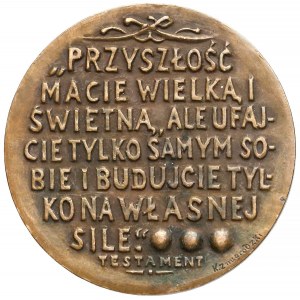 „PRZYSZŁOŚĆ
MACIE WIELKĄ I
ŚWIETNĄ, ALE UFAJ-
CIE TYLKO SAMYM SO-
BIE I BUDUJCIE TYL-
KO NA WŁASNEJ
SILE.“
TESTAMENT